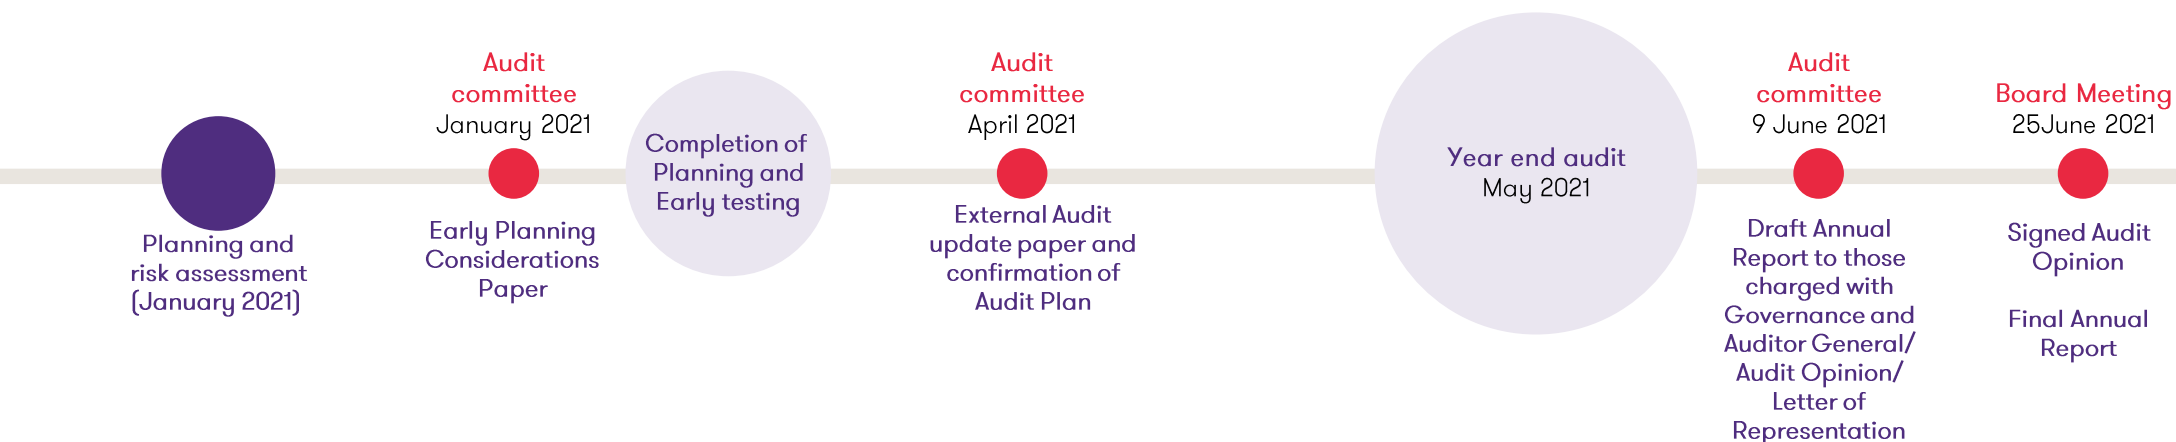 Planning and
risk assessment
(January 2021)
Audit
committee
January 2021
Early Planning
Considerations
Paper
Completion of
Planning and
Early testing
Audit
committee
April 2021
External Audit
update paper and
confirmation of
Audit Plan
Year end audit
May 2021
Audit
committee
9 June 2021
Draft Annual
Report to those
charged with
Governance and
Auditor General/
Audit Opinion/
Letter of
Representation
Board Meeting
25June 2021
Signed Audit
Opinion
Final Annual
Report